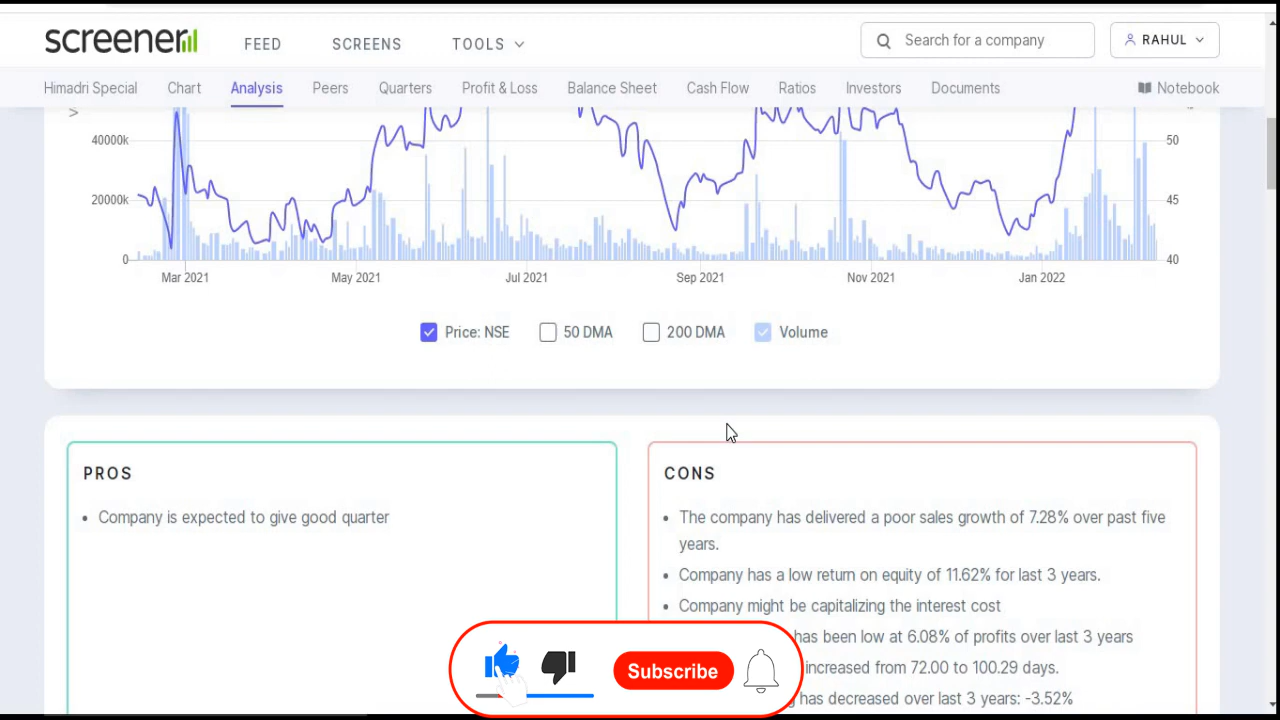 screener
FEED SCREENS TOOLS
Search for a company
RAHUL
Himadri Special Chart Analysis Peers Quarters Profit & Loss Balance Sheet Cash Flow Ratios Investors Documents Notebook
>
40000k 50
20000k 45
0 40
Mar 2021 May 2021 Jul 2021 Sep 2021 Nov 2021 Jan 2022
Price: NSE 50 DMA 200 DMA Volume
PROS
• Company is expected to give good quarter
CONS
• The company has delivered a poor sales growth of 7.28% over past five
years.
• Company has a low return on equity of 11.62% for last 3 years.
• Company might be capitalizing the interest cost
has been low at 6.08% of profits over last 3 years
increased from 72.00 to 100.29 days.
has decreased over last 3 years: -3.52%
Subscribe